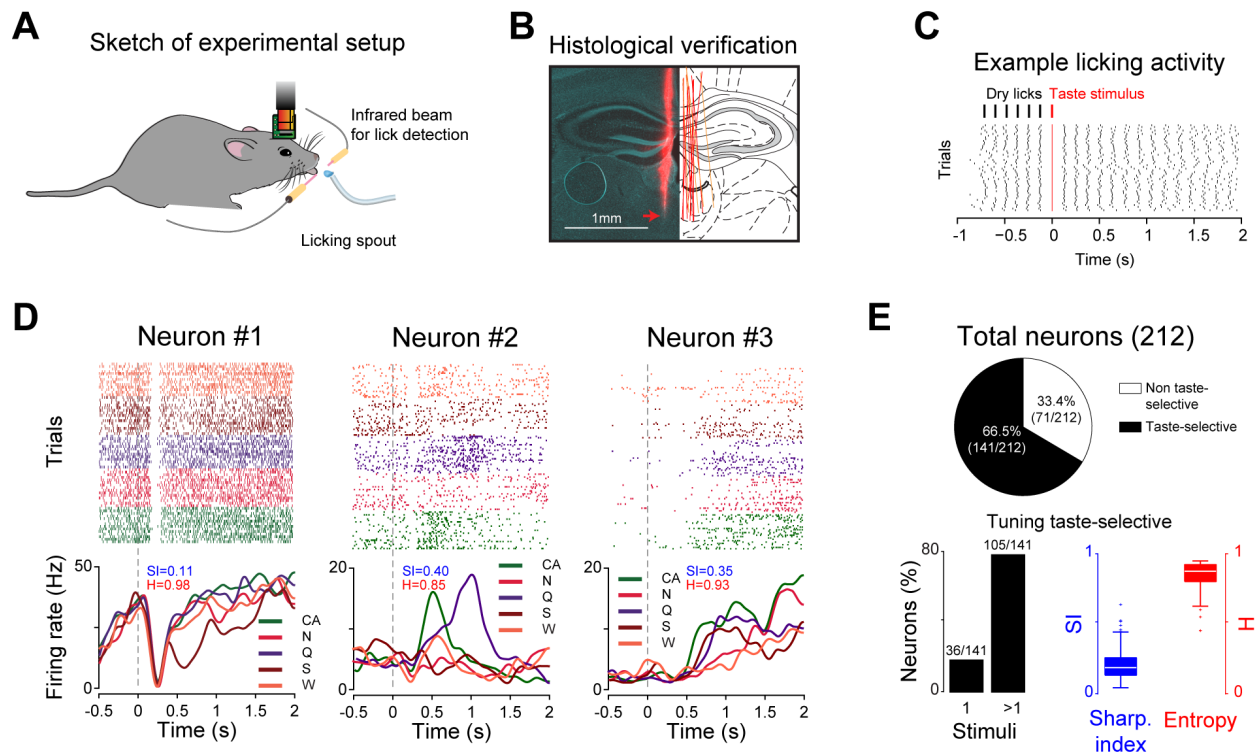 A
Sketch of experimental setup
Infrared beam
for lick detection
Licking spout
B
Histological verification
1mm
C
Example licking activity
Dry licks
Taste stimulus
Trials
-1
−0.5
0
0.5
1
1.5
2
Time (s)
D
Neuron #1
Neuron #2
Neuron #3
Trials
Firing rate (Hz)
50
0
SI=0.11
H=0.98
CA
N
Q
S
W
-0.5
0
0.5
1
1.5
2
Time (s)
20
0
SI=0.40
H=0.85
CA
N
Q
S
W
-0.5
0
0.5
1
1.5
2
Time (s)
20
0
SI=0.35
H=0.93
CA
N
Q
S
W
-0.5
0
0.5
1
1.5
2
Time (s)
E
Total neurons (212)
33.4%
(71/212)
66.5%
(141/212)
Non taste-
selective
Taste-selective
Tuning taste-selective
Neurons (%)
80
0
36/141
105/141
1
>1
Stimuli
SI
1
0
Sharp.
index
1
0
H
Entropy